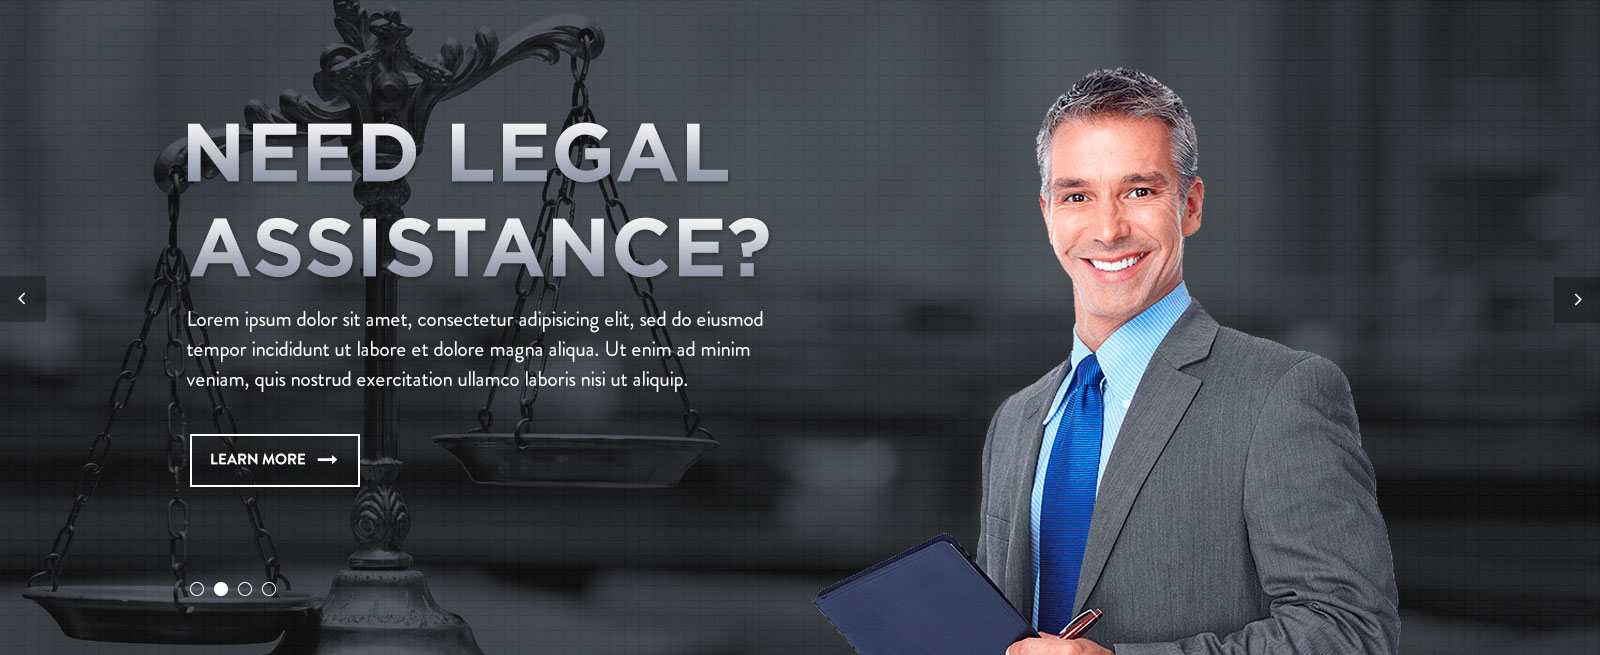 NEED LEGAL
ASSISTANCE?
Lorem ipsum dolor sit amet, consectetur adipisicing elit, sed do eiusmod
tempor incididunt ut labore et dolore magna aliqua. Ut enim ad minim
veniam, quis nostrud exercitation ullamco laboris nisi ut aliquip.
LEARN MORE